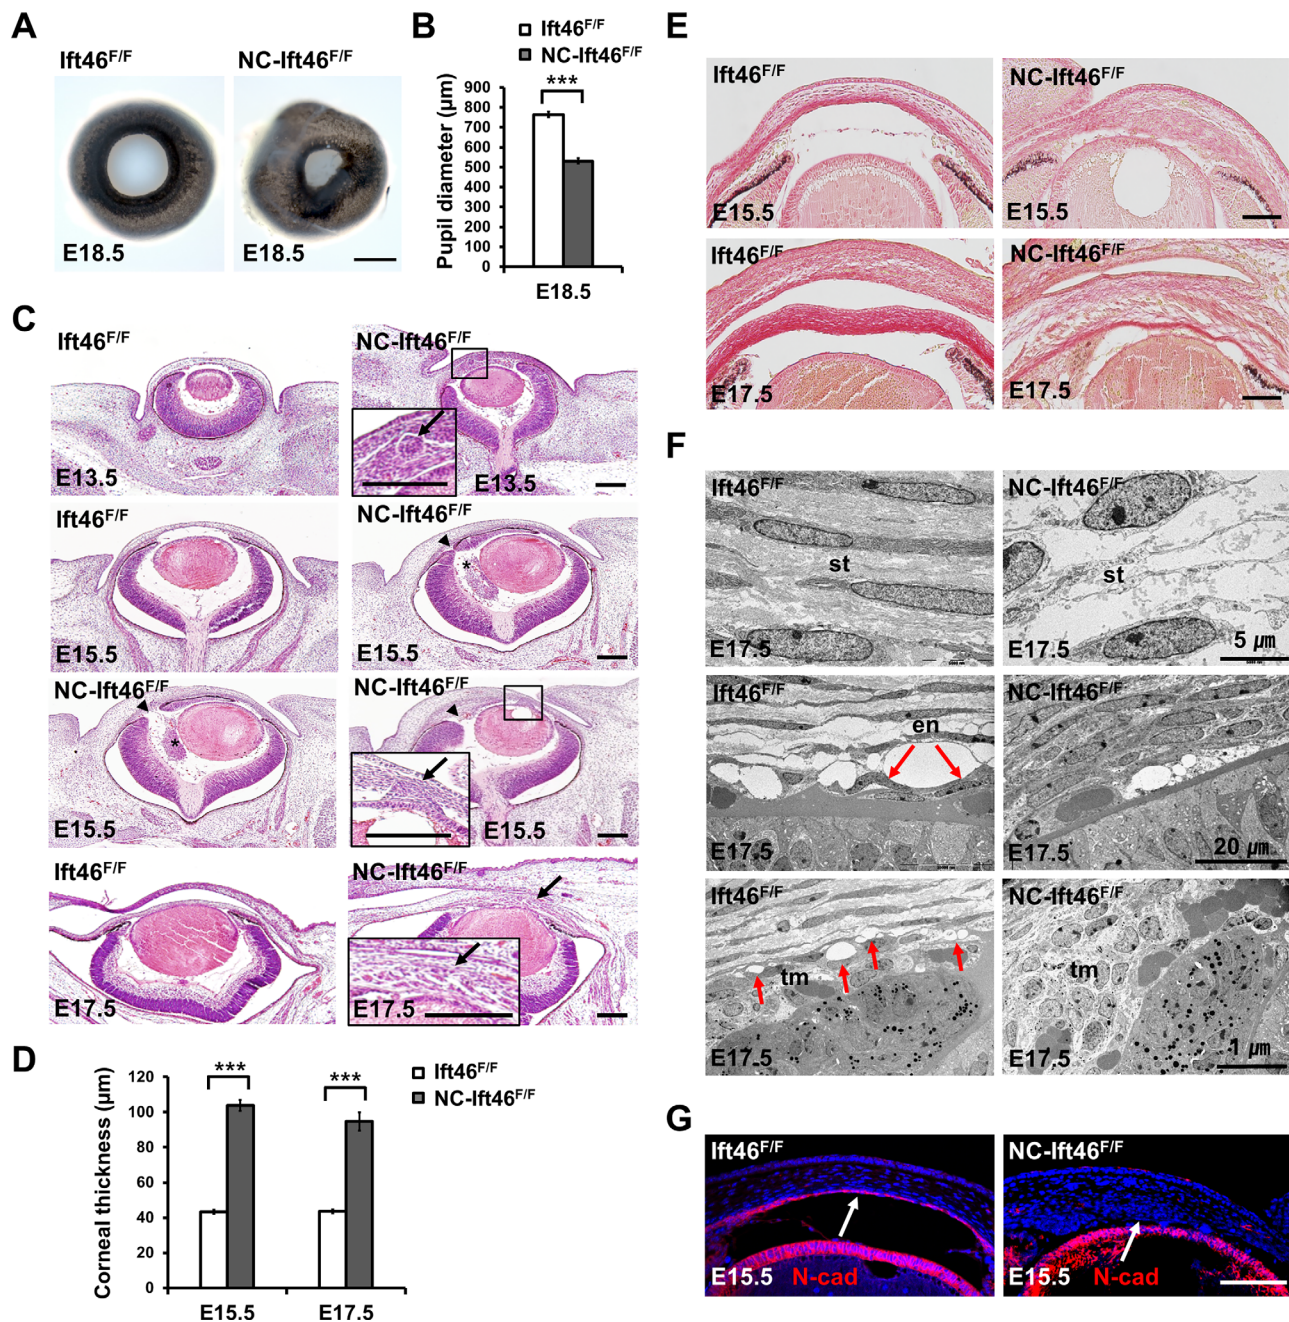 A
Ift46F/F
NC-Ift46F/F
E18.5
E18.5
B
Ift46F/F
NC-Ift46F/F
***
Pupil diameter (µm)
900
800
700
600
500
400
300
200
100
0
E18.5
C
Ift46F/F
NC-Ift46F/F
E13.5
E13.5
Ift46F/F
NC-Ift46F/F
*
E15.5
E15.5
NC-Ift46F/F
NC-Ift46F/F
*
E15.5
E15.5
Ift46F/F
NC-Ift46F/F
E17.5
E17.5
D
Ift46F/F
NC-Ift46F/F
*** ***
Corneal thickness (µm)
120
100
80
60
40
20
0
E15.5 E17.5
E
Ift46F/F
NC-Ift46F/F
E15.5
E15.5
Ift46F/F
NC-Ift46F/F
E17.5
E17.5
F
Ift46F/F
NC-Ift46F/F
st
st
E17.5
E17.5
5 µm
Ift46F/F
NC-Ift46F/F
en
E17.5
E17.5
20 µm
Ift46F/F
NC-Ift46F/F
tm
tm
E17.5
E17.5
1 µm
G
Ift46F/F
NC-Ift46F/F
E15.5 N-cad
E15.5 N-cad